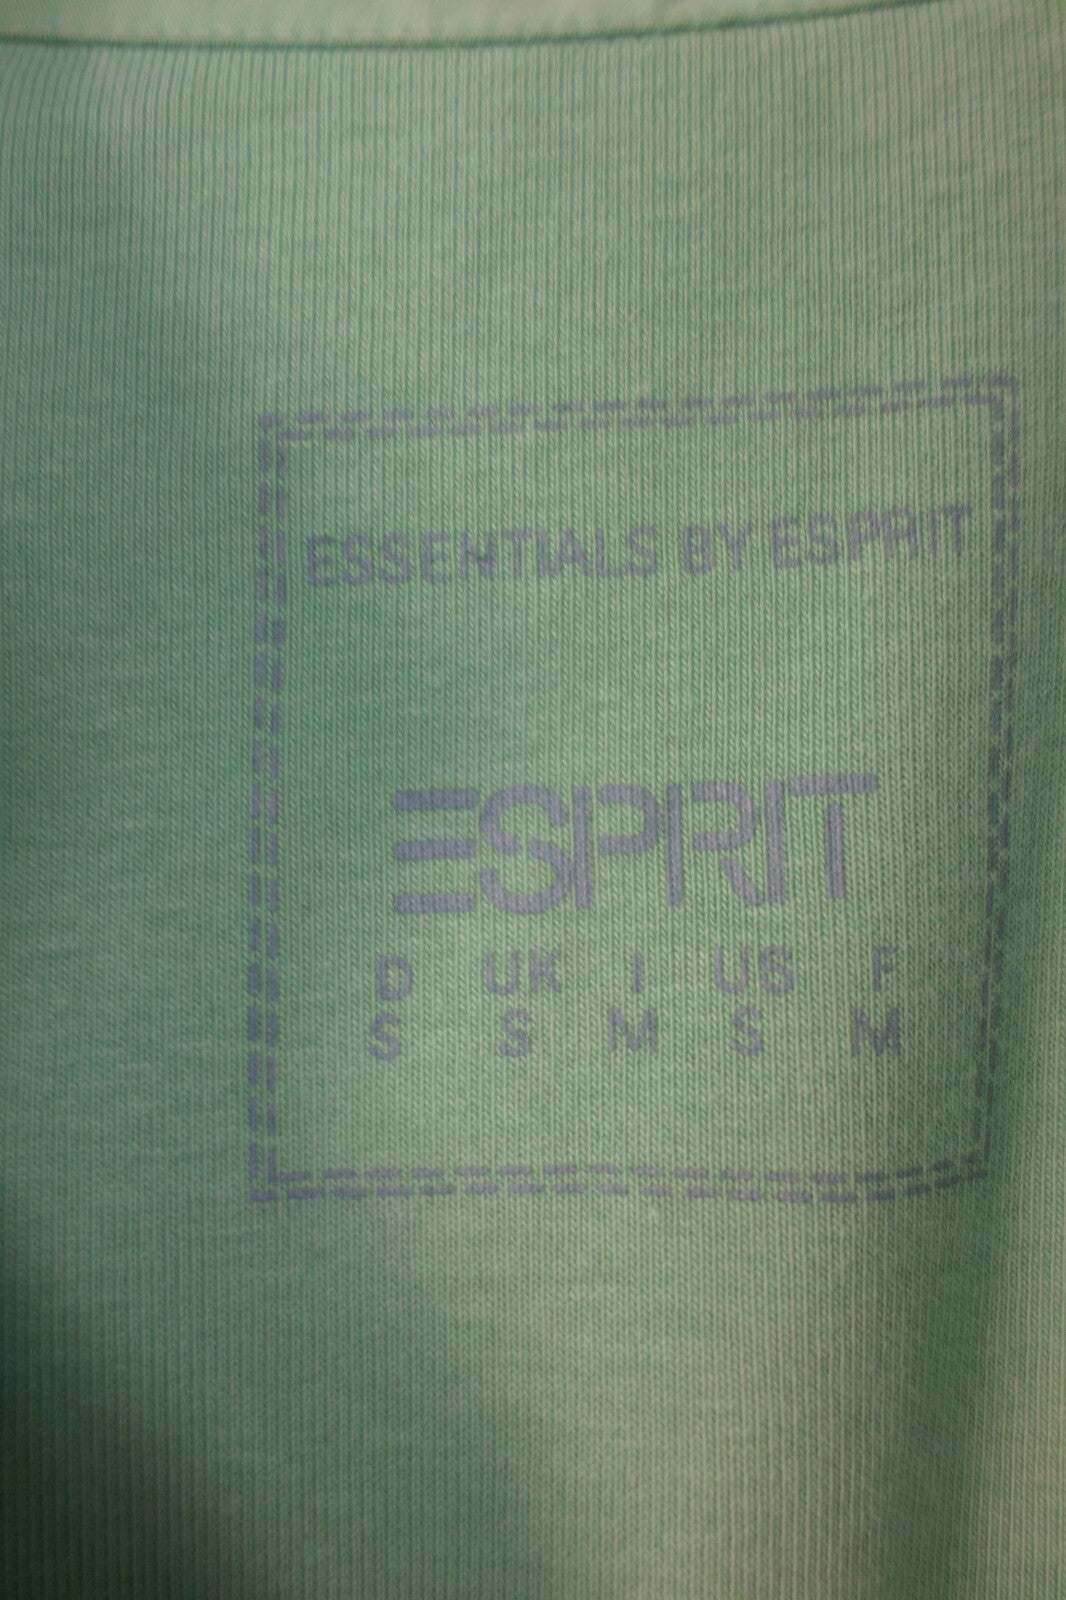 ESSENTIALS BY ESPRIT
ESPRIT
D UK I US F
S S M S M